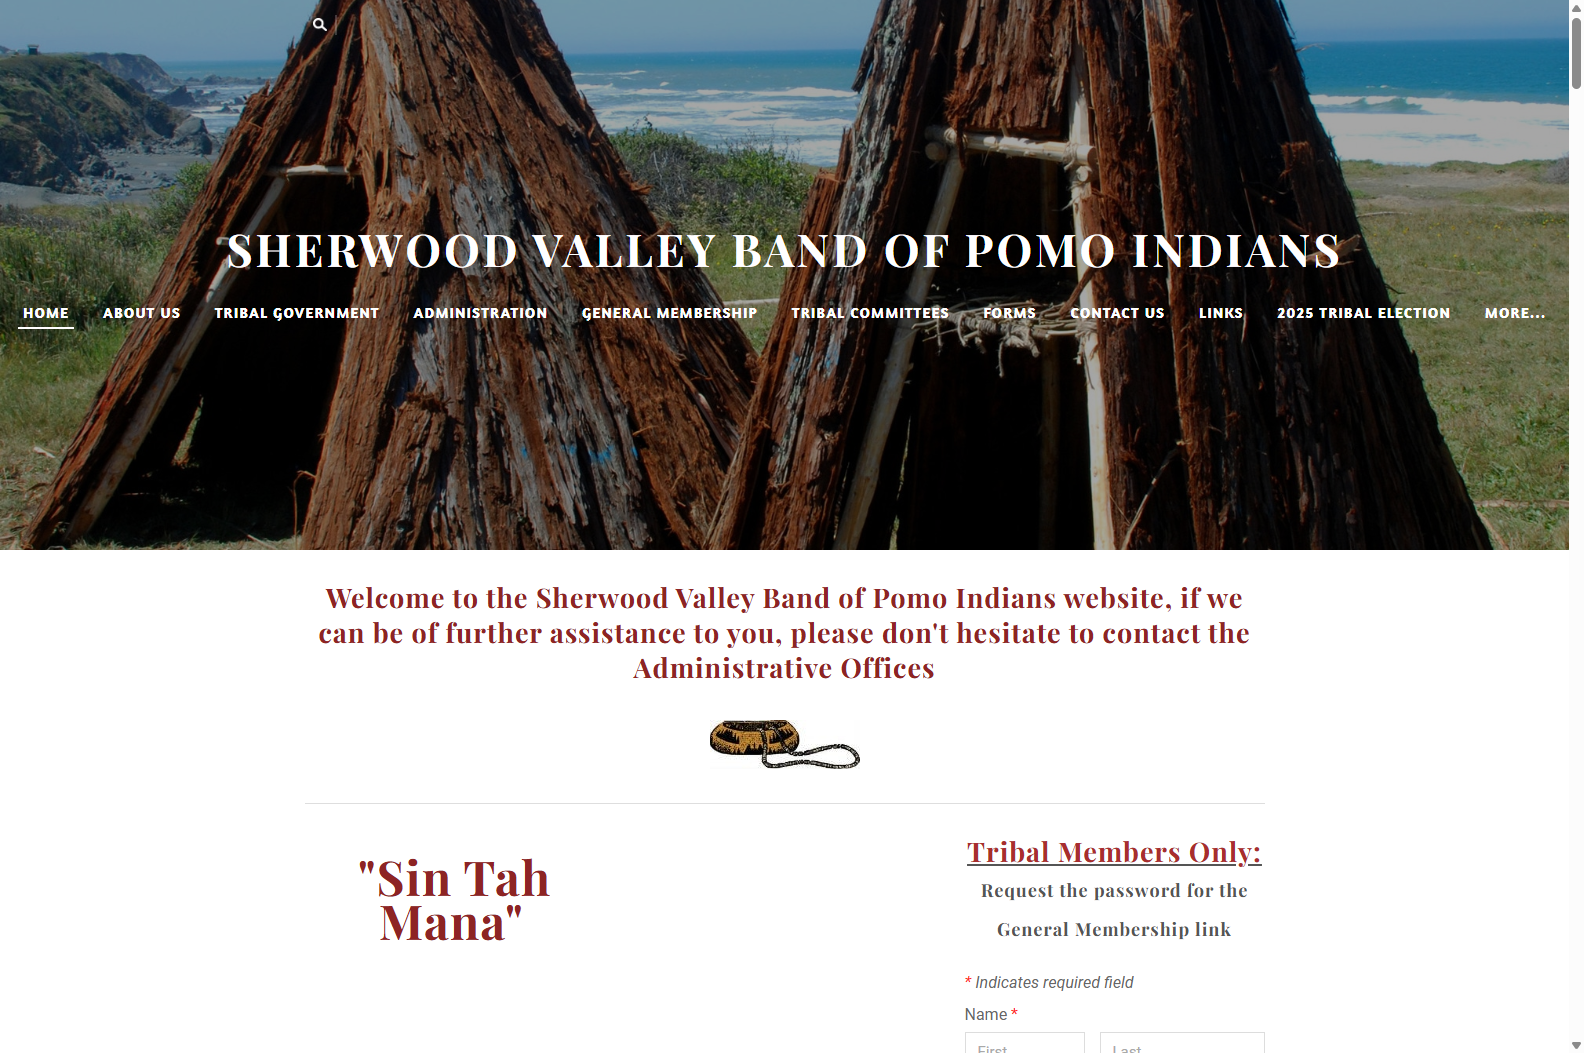 SHERWOOD VALLEY BAND OF POMO INDIANS
HOME ABOUT US TRIBAL GOVERNMENT ADMINISTRATION GENERAL MEMBERSHIP TRIBAL COMMITTEES FORMS CONTACT US LINKS 2025 TRIBAL ELECTION MORE...
Welcome to the Sherwood Valley Band of Pomo Indians website, if we
can be of further assistance to you, please don't hesitate to contact the
Administrative Offices
"Sin Tah
Mana"
Tribal Members Only:
Request the password for the
General Membership link
* Indicates required field
Name *
First Last